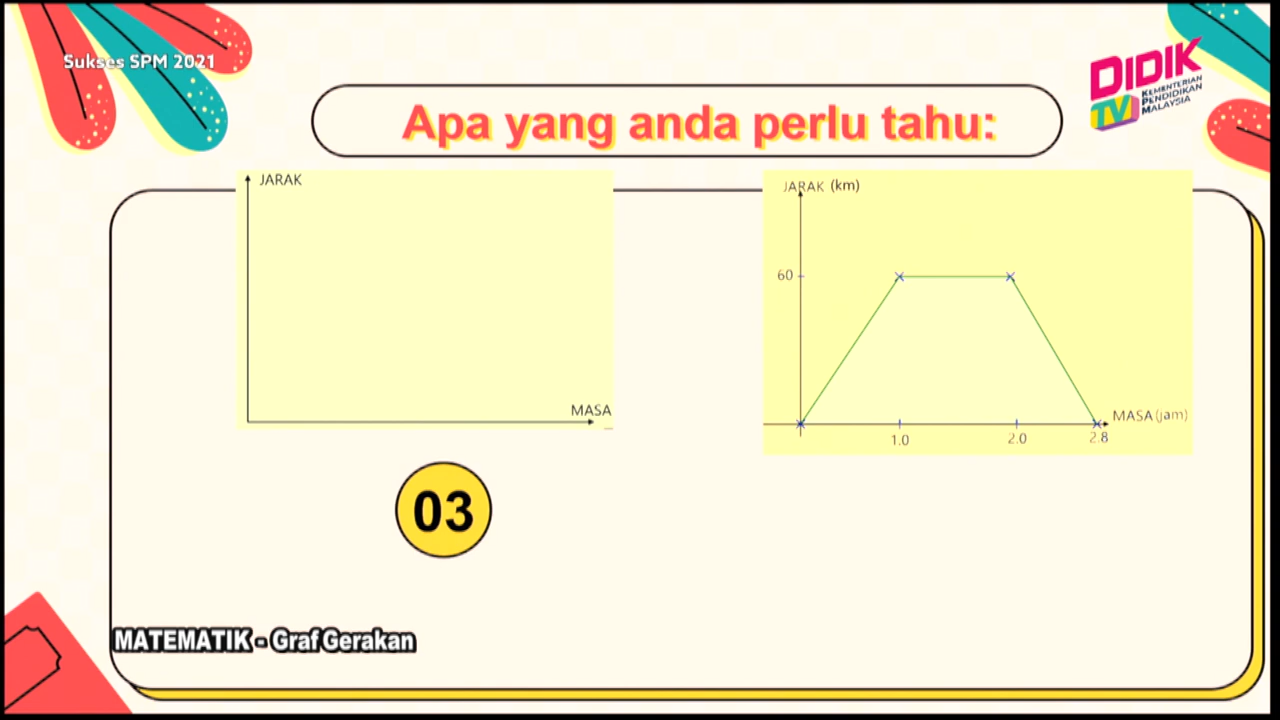 Sukses SPM 2021
DIDIK
TV
KEMENTERIAN
PENDIDIKAN
MALAYSIA
Apa yang anda perlu tahu:
JARAK
MASA
JARAK (km)
60
MASA (jam)
1.0
2.0
2.8
03
MATEMATIK - Graf Gerakan